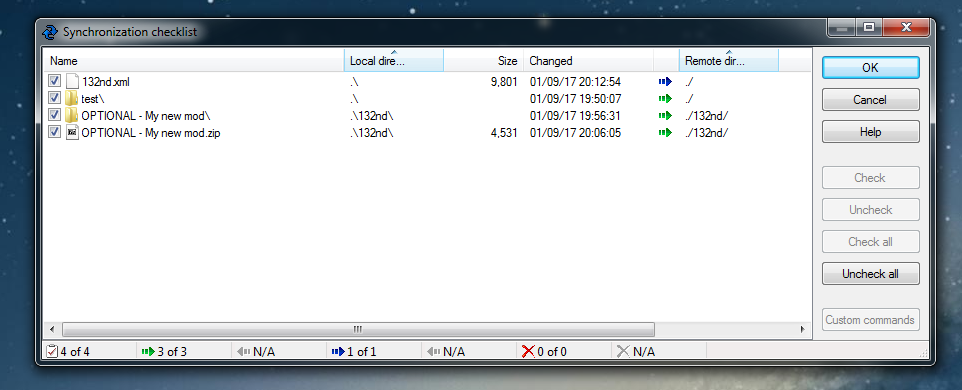 Synchronization checklist
Name Local dire... Size Changed Remote dir...
132nd.xml .\ 9,801 01/09/17 20:12:54 ./
test\ .\ 01/09/17 19:50:07 ./
OPTIONAL - My new mod\ .\132nd\ 01/09/17 19:56:31 ./132nd/
OPTIONAL - My new mod.zip .\132nd\ 4,531 01/09/17 20:06:05 ./132nd/
OK
Cancel
Help
Check
Uncheck
Check all
Uncheck all
Custom commands
4 of 4 3 of 3 N/A 1 of 1 N/A 0 of 0 N/A